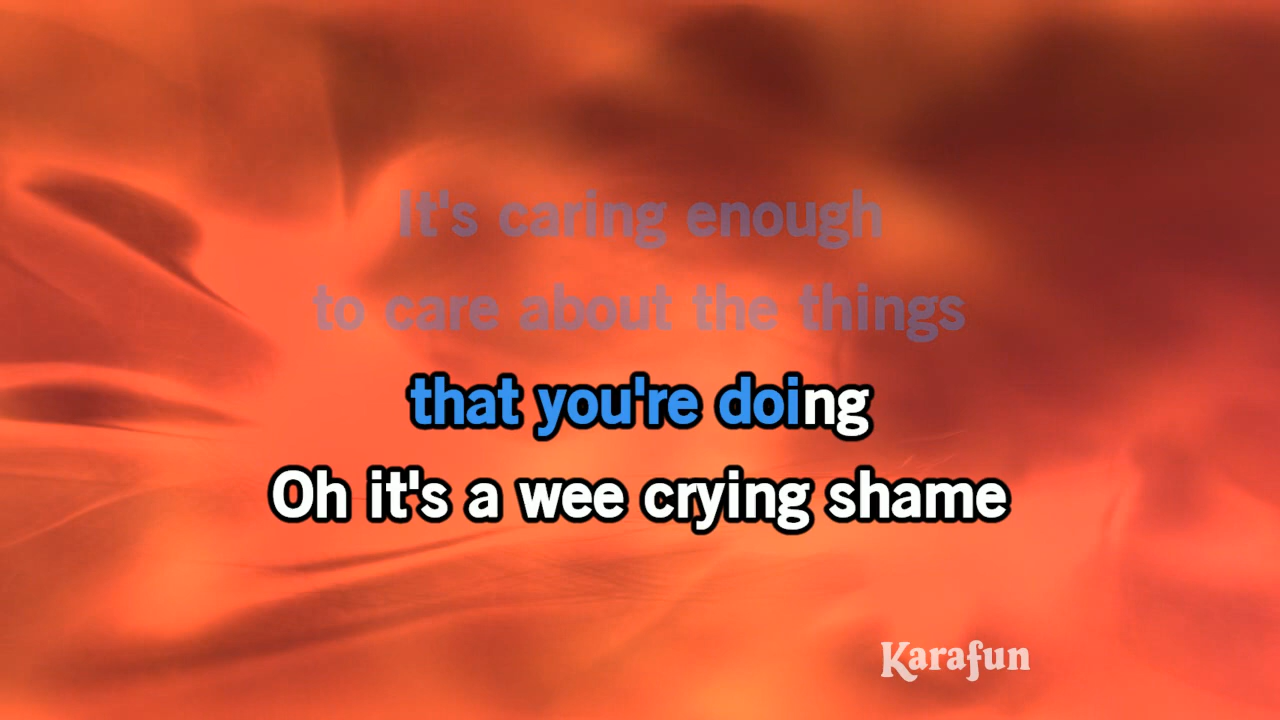 It's caring enough
to care about the things
that you're doing
Oh it's a wee crying shame
Karafun